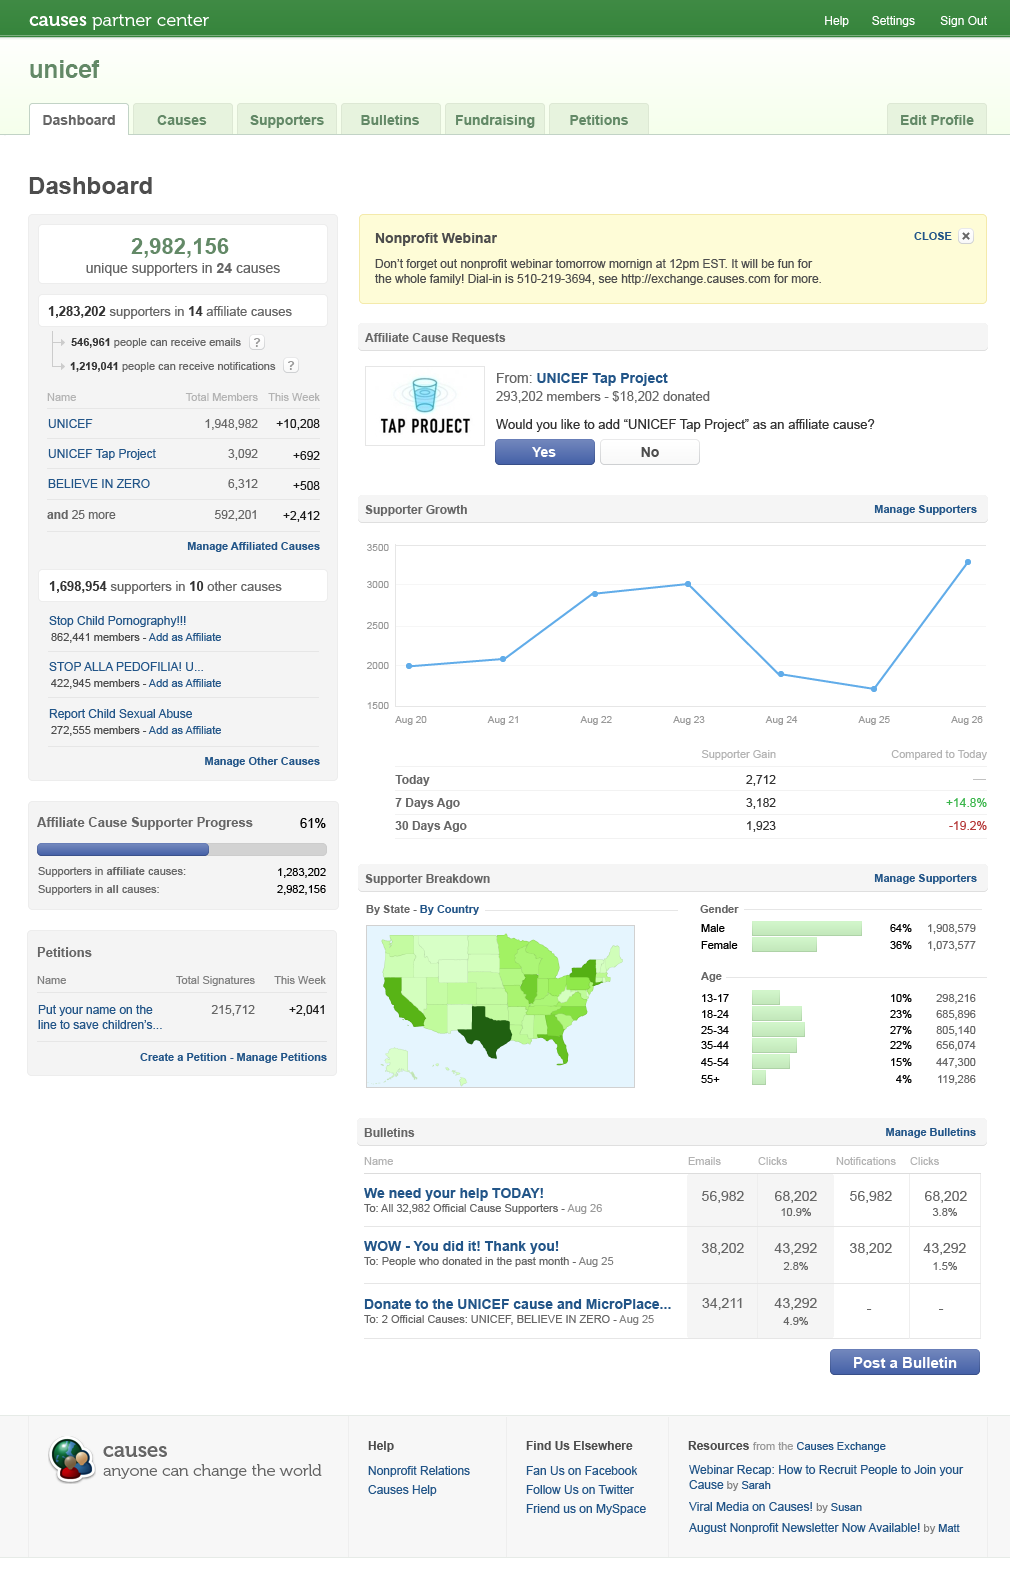 causes partner center
Help Settings Sign Out
unicef
Dashboard Causes Supporters Bulletins Fundraising Petitions Edit Profile
Dashboard
2,982,156
unique supporters in 24 causes
1,283,202 supporters in 14 affiliate causes
546,961 people can receive emails ?
1,219,041 people can receive notifications ?
Name Total Members This Week
UNICEF 1,948,982 +10,208
UNICEF Tap Project 3,092 +692
BELIEVE IN ZERO 6,312 +508
and 25 more 592,201 +2,412
Manage Affiliated Causes
1,698,954 supporters in 10 other causes
Stop Child Pornography!!!
862,441 members - Add as Affiliate
STOP ALLA PEDOFILIA! U...
422,945 members - Add as Affiliate
Report Child Sexual Abuse
272,555 members - Add as Affiliate
Manage Other Causes
Affiliate Cause Supporter Progress 61%
Supporters in affiliate causes: 1,283,202
Supporters in all causes: 2,982,156
Petitions
Name Total Signatures This Week
Put your name on the
line to save children's... 215,712 +2,041
Create a Petition - Manage Petitions
Nonprofit Webinar CLOSE
Don't forget out nonprofit webinar tomorrow mornign at 12pm EST. It will be fun for
the whole family! Dial-in is 510-219-3694, see http://exchange.causes.com for more.
Affiliate Cause Requests
TAP PROJECT
From: UNICEF Tap Project
293,202 members - $18,202 donated
Would you like to add “UNICEF Tap Project” as an affiliate cause?
Yes No
Supporter Growth Manage Supporters
3500
3000
2500
2000
1500
Aug 20 Aug 21 Aug 22 Aug 23 Aug 24 Aug 25 Aug 26
Supporter Gain Compared to Today
Today 2,712 —
7 Days Ago 3,182 +14.8%
30 Days Ago 1,923 -19.2%
Supporter Breakdown Manage Supporters
By State - By Country
Gender
Male 64% 1,908,579
Female 36% 1,073,577
Age
13-17 10% 298,216
18-24 23% 685,896
25-34 27% 805,140
35-44 22% 656,074
45-54 15% 447,300
55+ 4% 119,286
Bulletins Manage Bulletins
Name Emails Clicks Notifications Clicks
We need your help TODAY! 56,982 68,202 56,982 68,202
To: All 32,982 Official Cause Supporters - Aug 26 10.9% 3.8%
WOW - You did it! Thank you! 38,202 43,292 38,202 43,292
To: People who donated in the past month - Aug 25 2.8% 1.5%
Donate to the UNICEF cause and MicroPlace... 34,211 43,292 - -
To: 2 Official Causes: UNICEF, BELIEVE IN ZERO - Aug 25 4.9%
Post a Bulletin
causes
anyone can change the world
Help
Nonprofit Relations
Causes Help
Find Us Elsewhere
Fan Us on Facebook
Follow Us on Twitter
Friend us on MySpace
Resources from the Causes Exchange
Webinar Recap: How to Recruit People to Join your
Cause by Sarah
Viral Media on Causes! by Susan
August Nonprofit Newsletter Now Available! by Matt